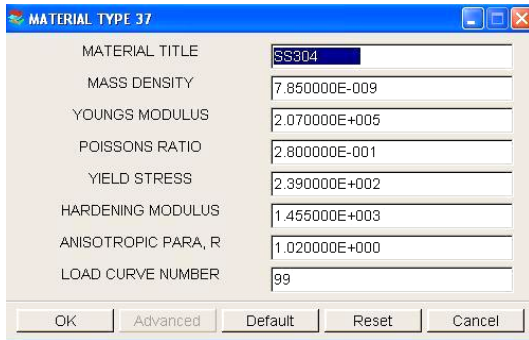 MATERIAL TYPE 37
MATERIAL TITLE SS304
MASS DENSITY 7.850000E-009
YOUNGS MODULUS 2.070000E+005
POISSONS RATIO 2.800000E-001
YIELD STRESS 2.390000E+002
HARDENING MODULUS 1.455000E+003
ANISOTROPIC PARA, R 1.020000E+000
LOAD CURVE NUMBER 99
OK Advanced Default Reset Cancel